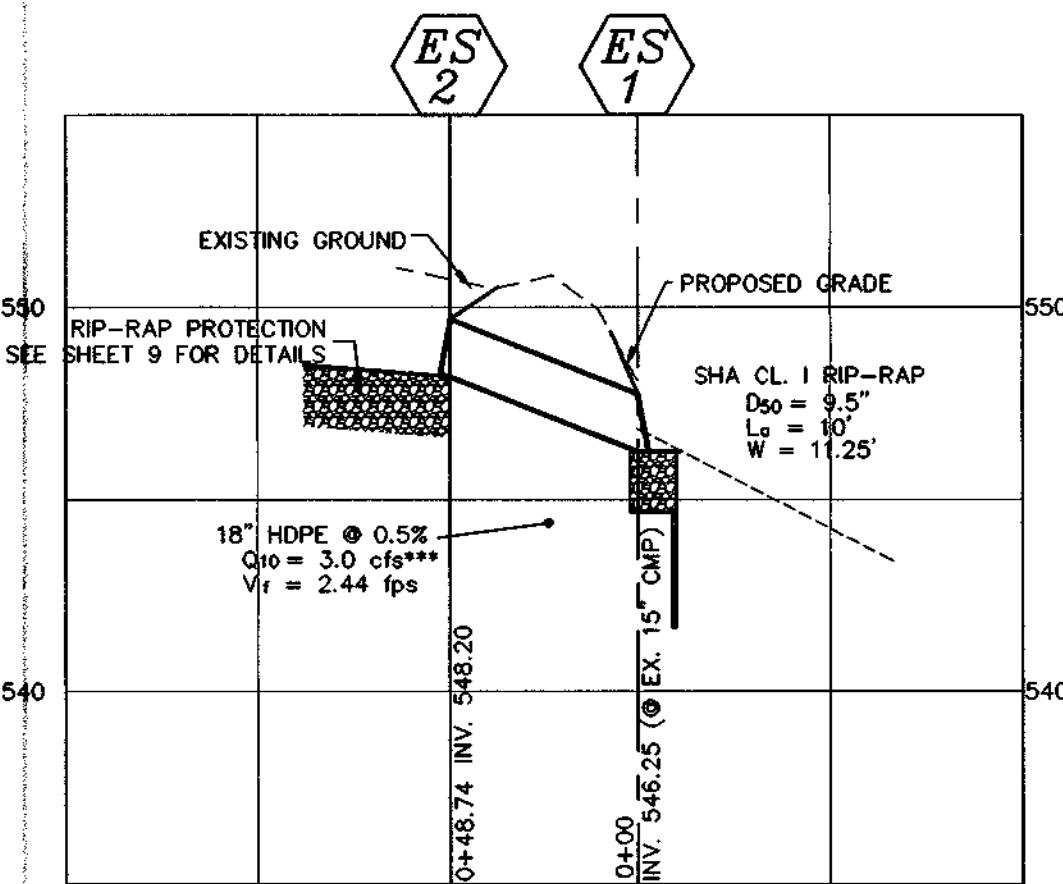 ES
2
ES
1
EXISTING GROUND
PROPOSED GRADE
550
550
RIP-RAP PROTECTION
SEE SHEET 9 FOR DETAILS
SHA CL. I RIP-RAP
D50 = 9.5"
La = 10'
W = 11.25'
18" HDPE @ 0.5%
Q10 = 3.0 cfs***
Vf = 2.44 fps
540
540
0+48.74 INV. 548.20
0+00
INV. 546.25 (@ EX. 15" CMP)